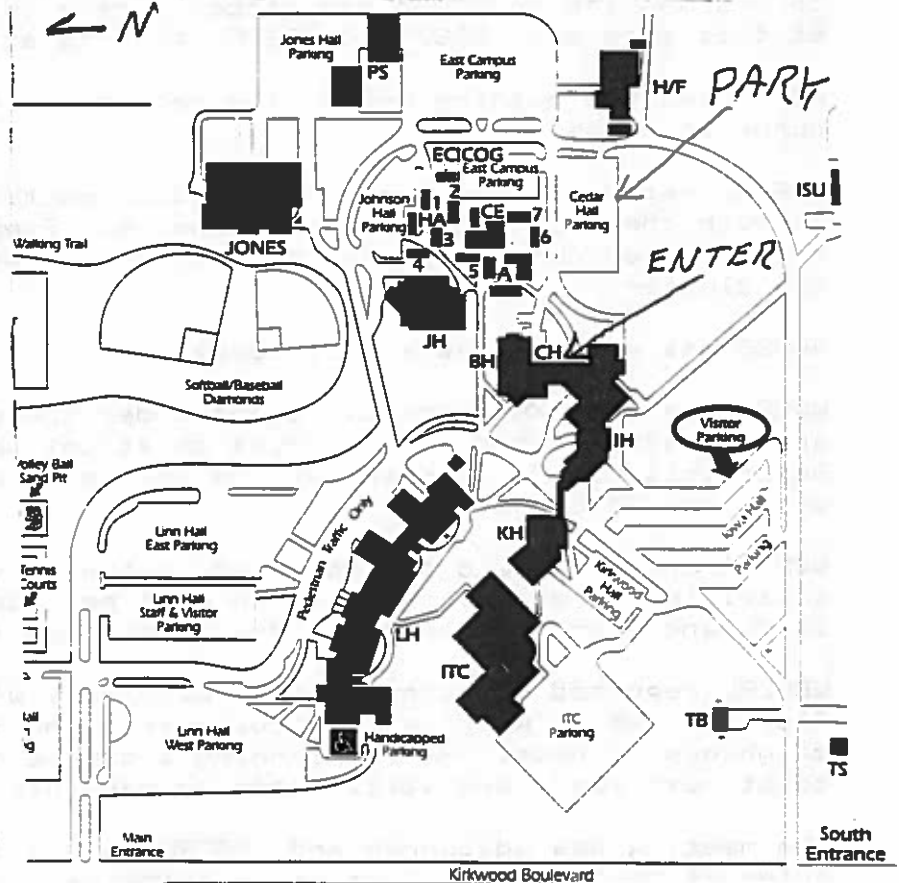 N
Jones Hall
Parking
PS
East Campus
Parking
H/F
PARK
ECICOG
East Campus
Parking
2
1
HA
3
CE
7
6
ISU
Johnson
Hall
Parking
Cedar
Hall
Parking
JONES
Walking Trail
4
5
A
ENTER
JH
BH
CH
Softball/Baseball
Diamonds
IH
Visitor
Parking
Volley Ball
Sand Pit
Pedestrian Traffic Only
Linn Hall
East Parking
KH
Iowa Hall
Parking
Kirkwood
Hall
Parking
Tennis
Courts
Linn Hall
Staff & Visitor
Parking
LH
ITC
ITC
Parking
TB
TS
Linn Hall
West Parking
Handicapped
Parking
Main
Entrance
South
Entrance
Kirkwood Boulevard